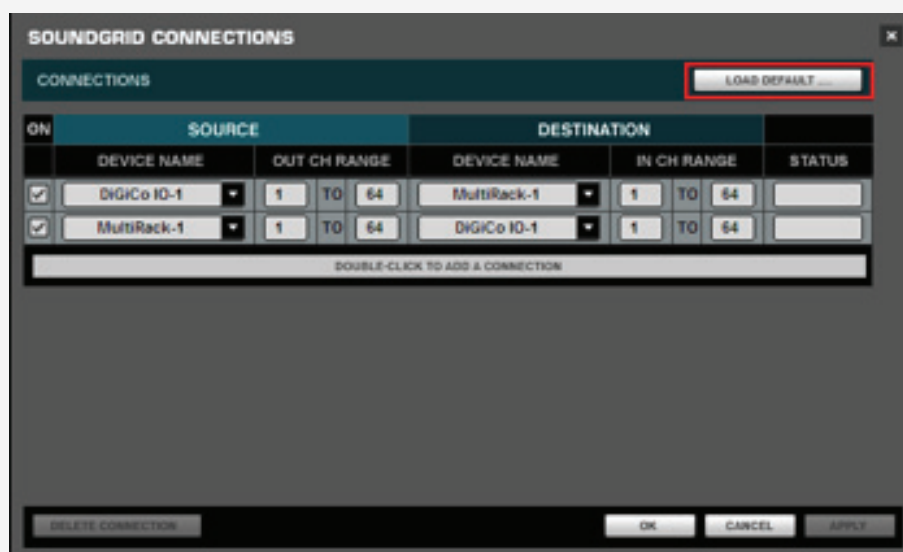 SOUNDGRID CONNECTIONS
CONNECTIONS LOAD DEFAULT ....
ON SOURCE DESTINATION
DEVICE NAME OUT CH RANGE DEVICE NAME IN CH RANGE STATUS
DiGiCo IO-1 1 TO 64 MultiRack-1 1 TO 64
MultiRack-1 1 TO 64 DiGiCo IO-1 1 TO 64
DOUBLE-CLICK TO ADD A CONNECTION
DELETE CONNECTION OK CANCEL APPLY